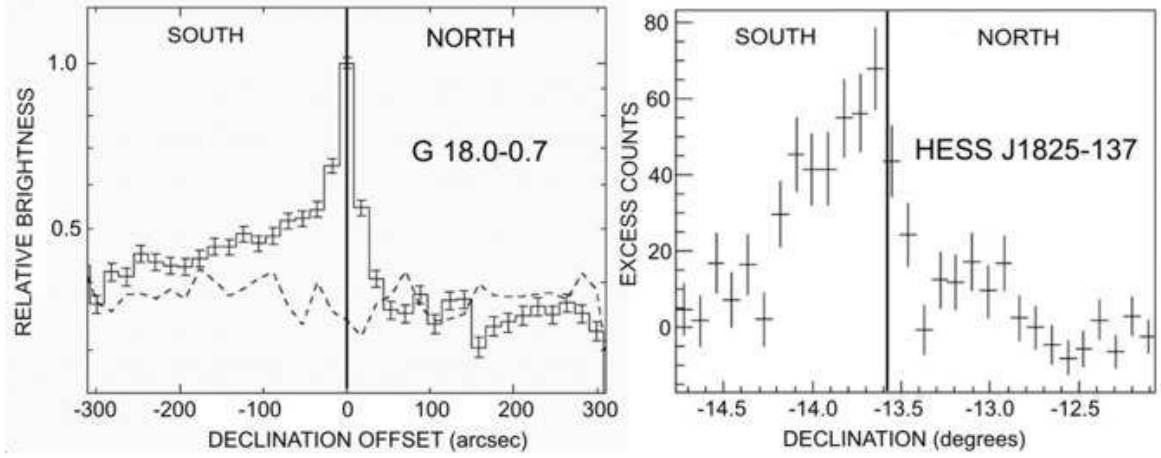 SOUTH
NORTH
1.0
0.5
G 18.0-0.7
RELATIVE BRIGHTNESS
-300
-200
-100
0
100
200
300
DECLINATION OFFSET (arcsec)
80
60
40
20
0
SOUTH
NORTH
HESS J1825-137
EXCESS COUNTS
-14.5
-14.0
-13.5
-13.0
-12.5
DECLINATION (degrees)